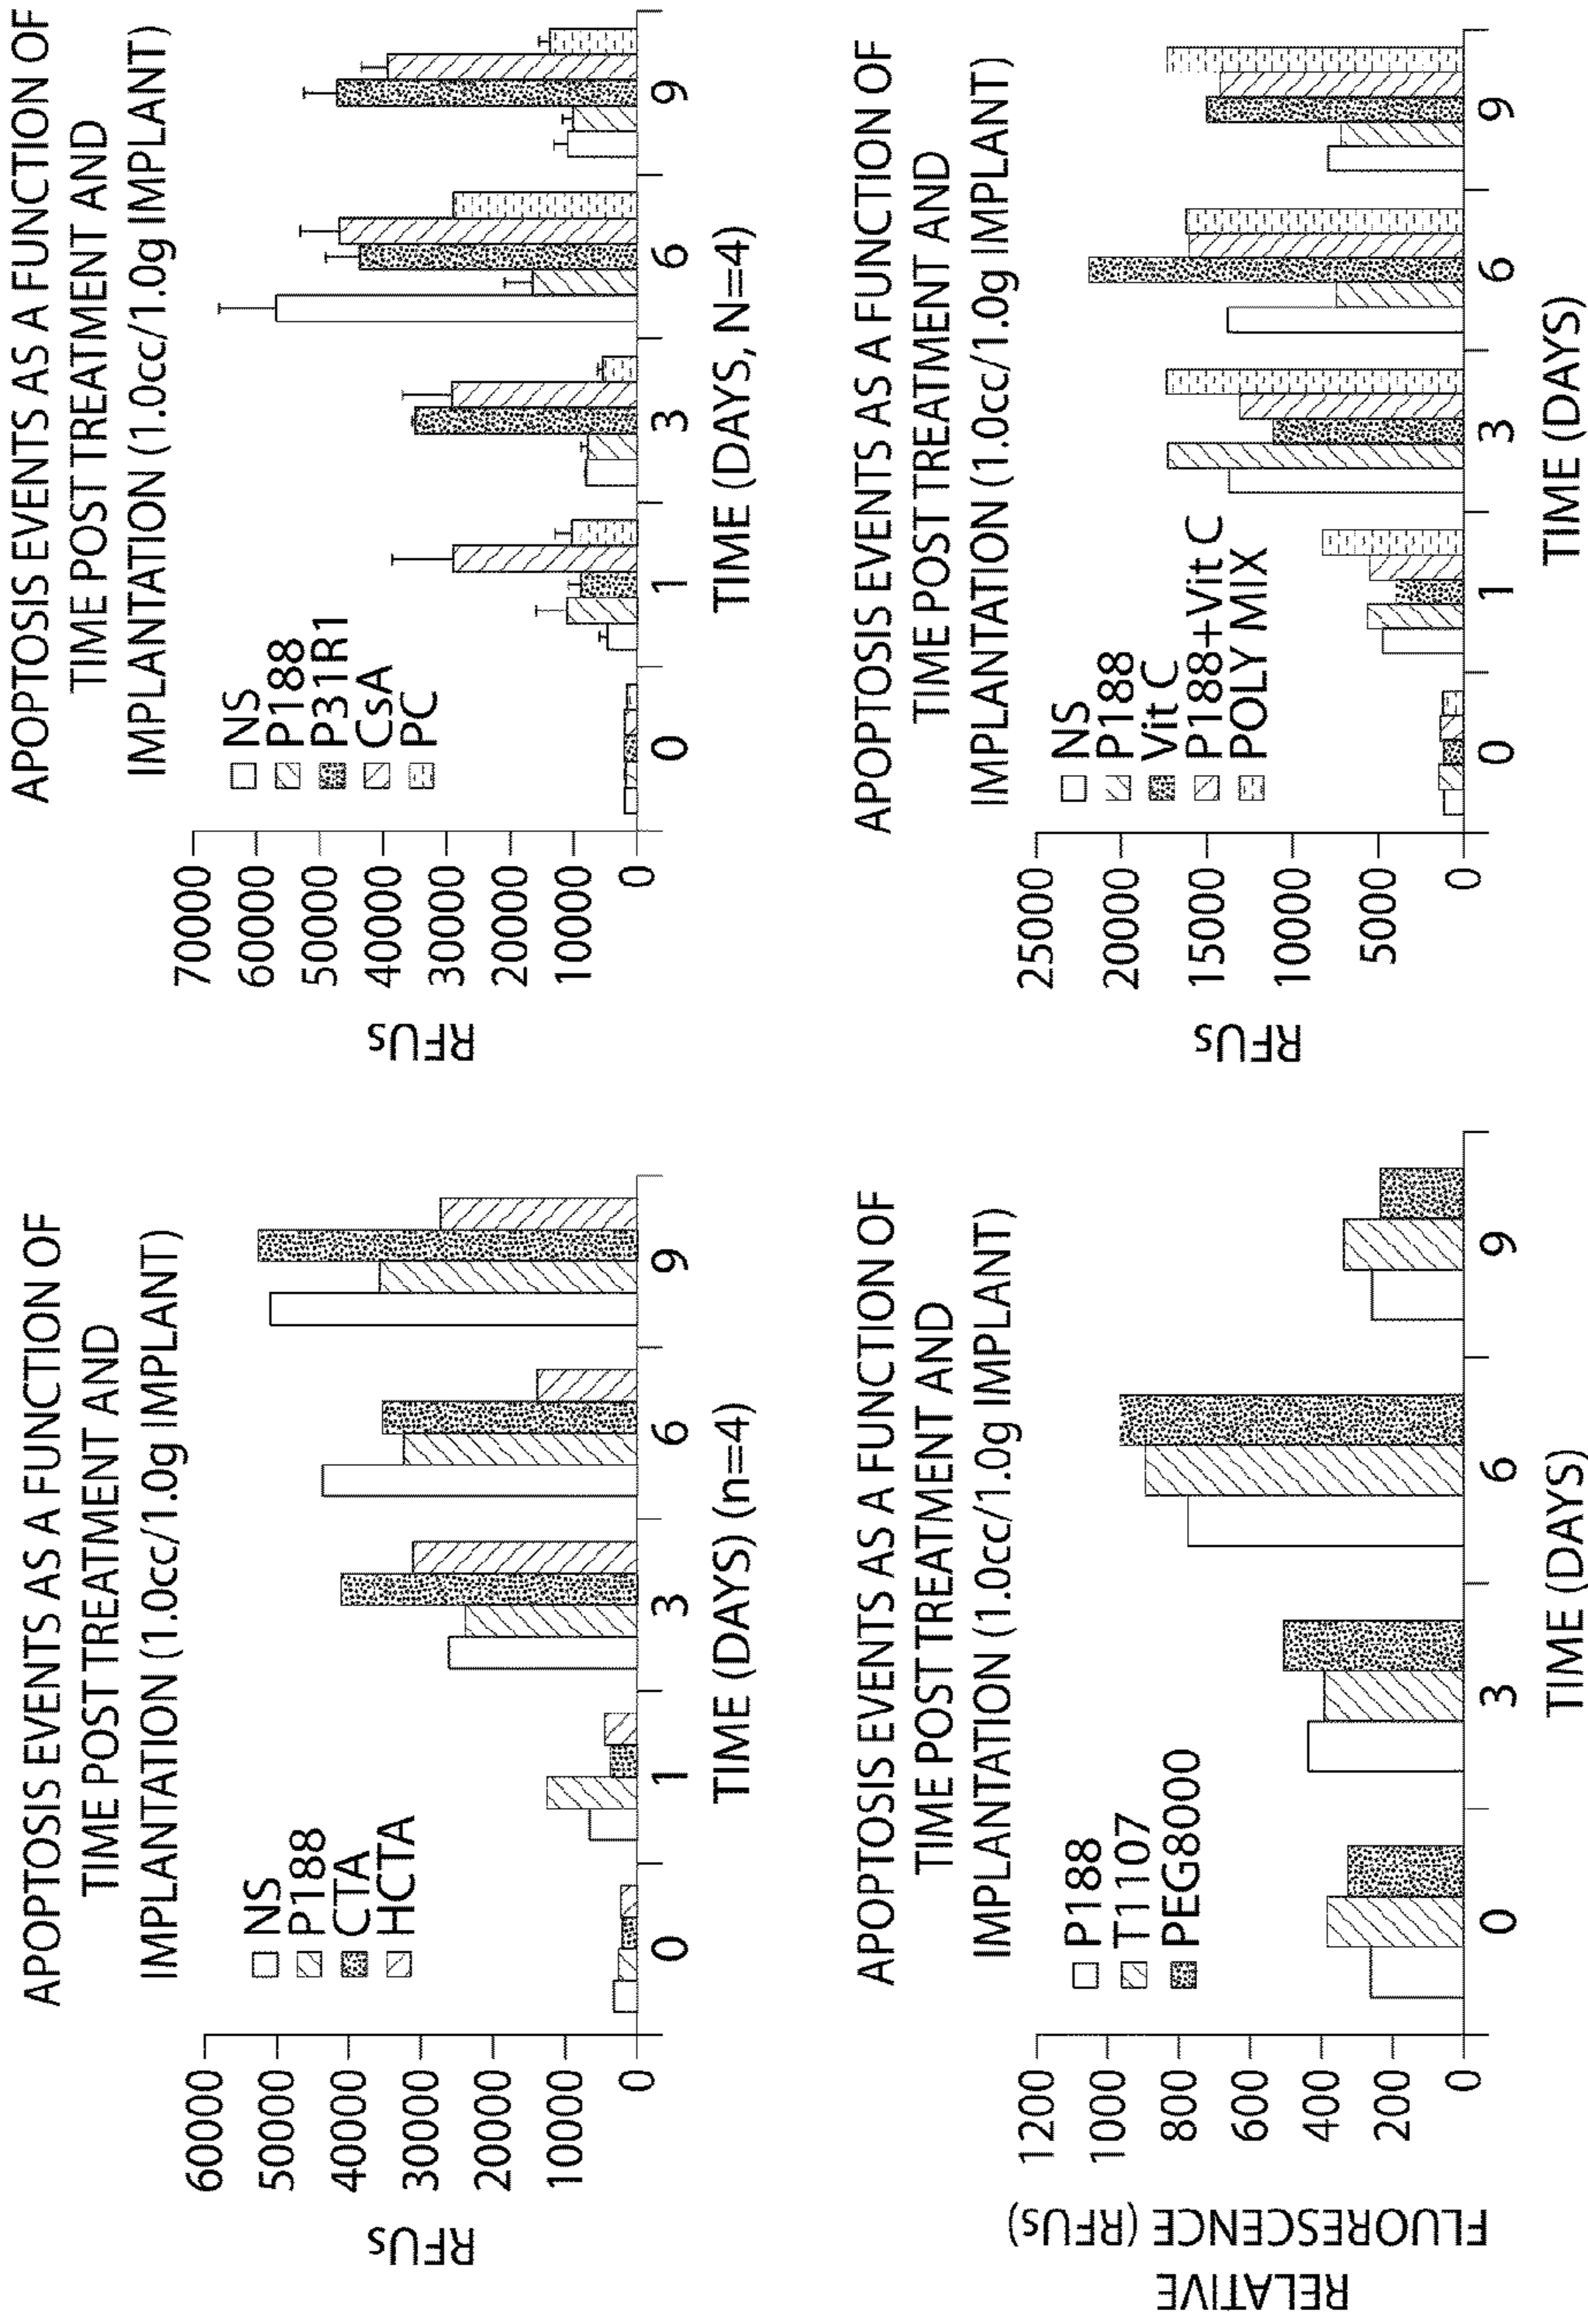 APOPTOSIS EVENTS AS A FUNCTION OF
TIME POST TREATMENT AND
IMPLANTATION (1.0cc/1.0g IMPLANT)
NS
P188
CTA
HCTA
60000
50000
40000
30000
20000
10000
0
RFUs
0 1 3 6 9
TIME (DAYS) (n=4)
APOPTOSIS EVENTS AS A FUNCTION OF
TIME POST TREATMENT AND
IMPLANTATION (1.0cc/1.0g IMPLANT)
NS
P188
P31R1
CsA
PC
70000
60000
50000
40000
30000
20000
10000
0
RFUs
0 1 3 6 9
TIME (DAYS, N=4)
APOPTOSIS EVENTS AS A FUNCTION OF
TIME POST TREATMENT AND
IMPLANTATION (1.0cc/1.0g IMPLANT)
P188
T1107
PEG8000
1200
1000
800
600
400
200
0
RELATIVE
FLUORESCENCE (RFUs)
0 3 6 9
TIME (DAYS)
APOPTOSIS EVENTS AS A FUNCTION OF
TIME POST TREATMENT AND
IMPLANTATION (1.0cc/1.0g IMPLANT)
NS
P188
Vit C
P188+Vit C
POLY MIX
25000
20000
15000
10000
5000
0
RFUs
0 1 3 6 9
TIME (DAYS)